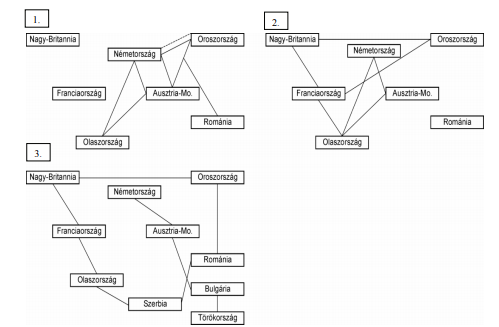 1.
Nagy-Britannia
Oroszország
Németország
Franciaország
Ausztria-Mo.
Románia
Olaszország
2.
Nagy-Britannia
Oroszország
Németország
Franciaország
Ausztria-Mo.
Románia
Olaszország
3.
Nagy-Britannia
Oroszország
Németország
Franciaország
Ausztria-Mo.
Románia
Olaszország
Bulgária
Szerbia
Törökország